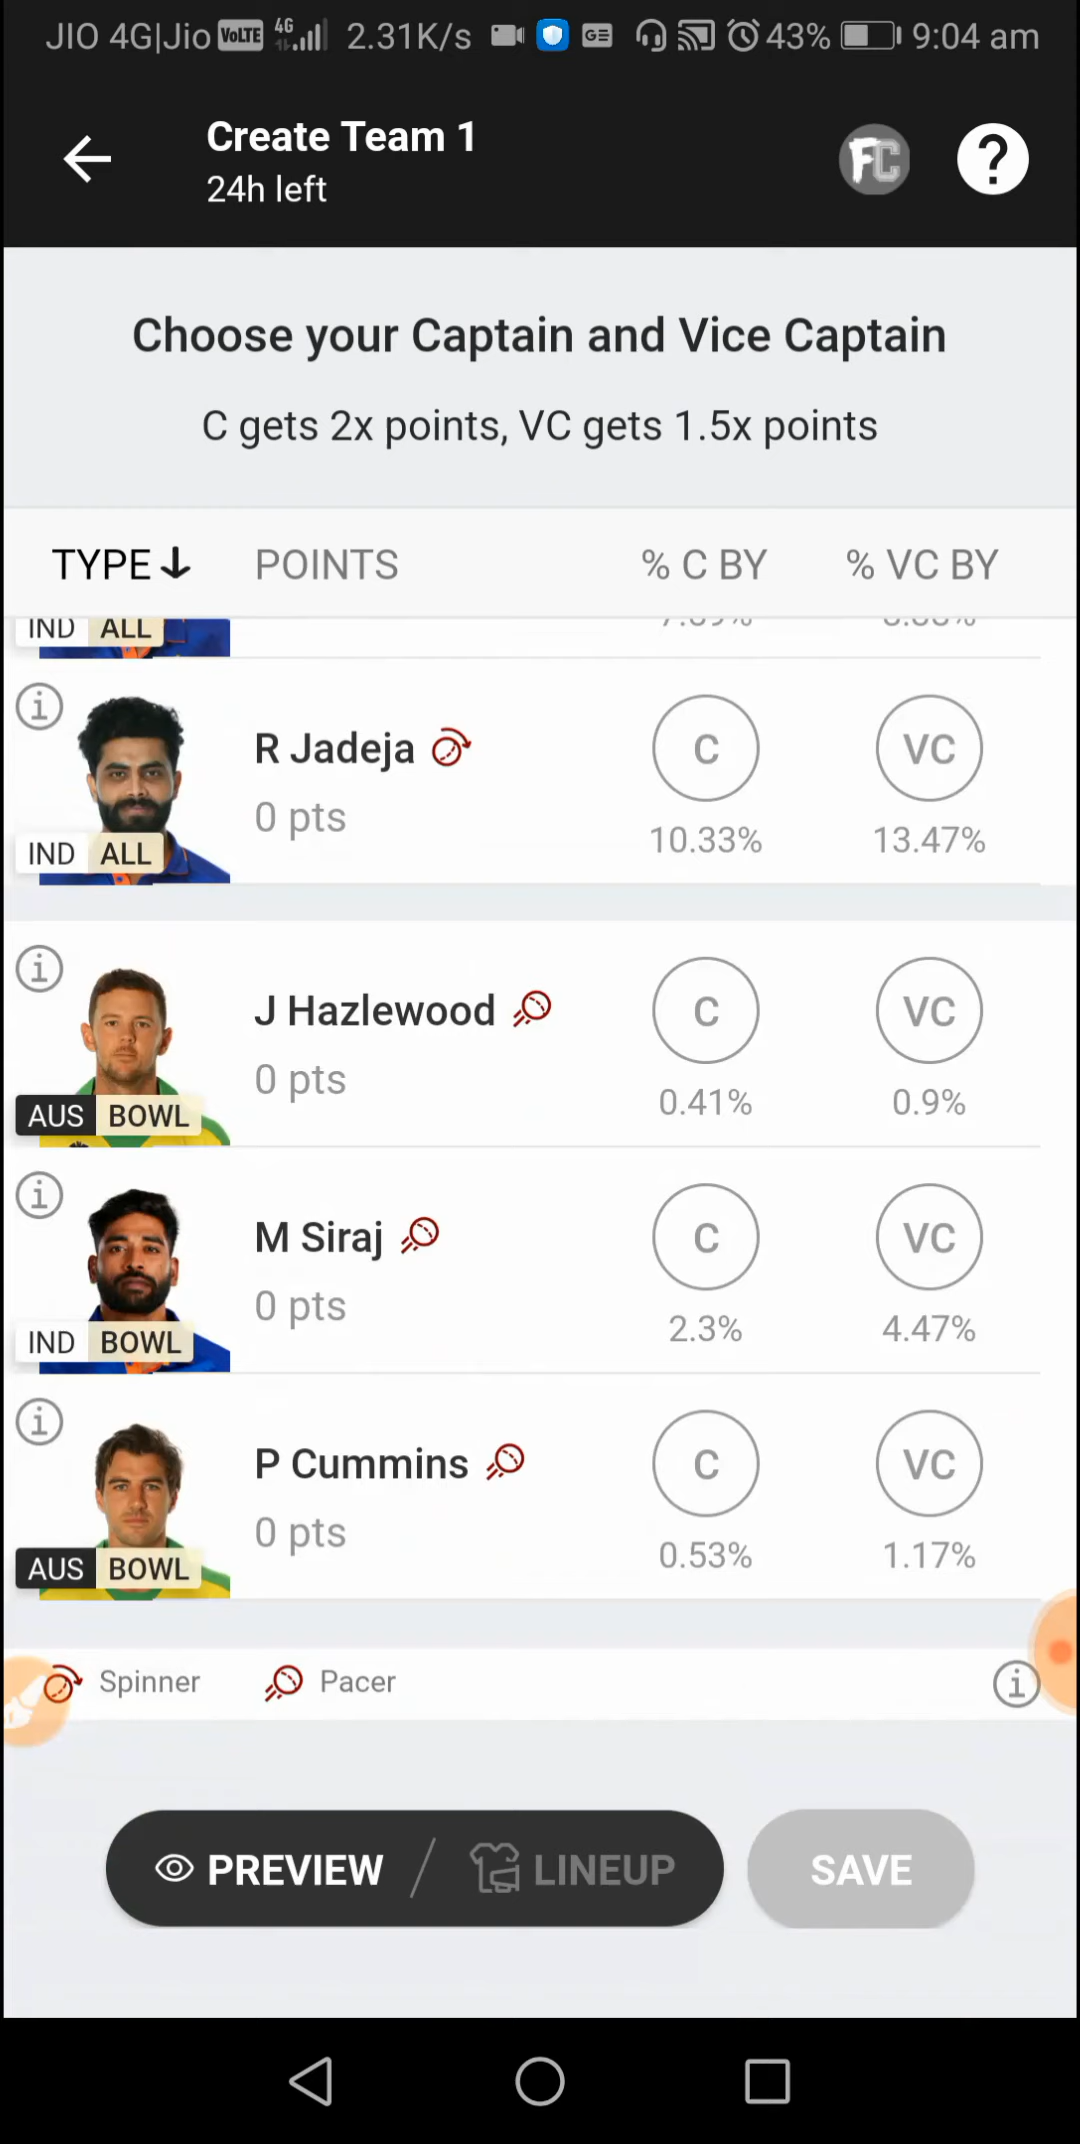 JIO 4G|Jio VoLTE 4G 2.31K/s GE 43% 9:04 am
Create Team 1
24h left
FC ?
Choose your Captain and Vice Captain
C gets 2x points, VC gets 1.5x points
TYPE POINTS % C BY % VC BY
IND ALL
R Jadeja C VC
0 pts
10.33% 13.47%
IND ALL
J Hazlewood C VC
0 pts
0.41% 0.9%
AUS BOWL
M Siraj C VC
0 pts
2.3% 4.47%
IND BOWL
P Cummins C VC
0 pts
0.53% 1.17%
AUS BOWL
Spinner Pacer
PREVIEW / LINEUP SAVE